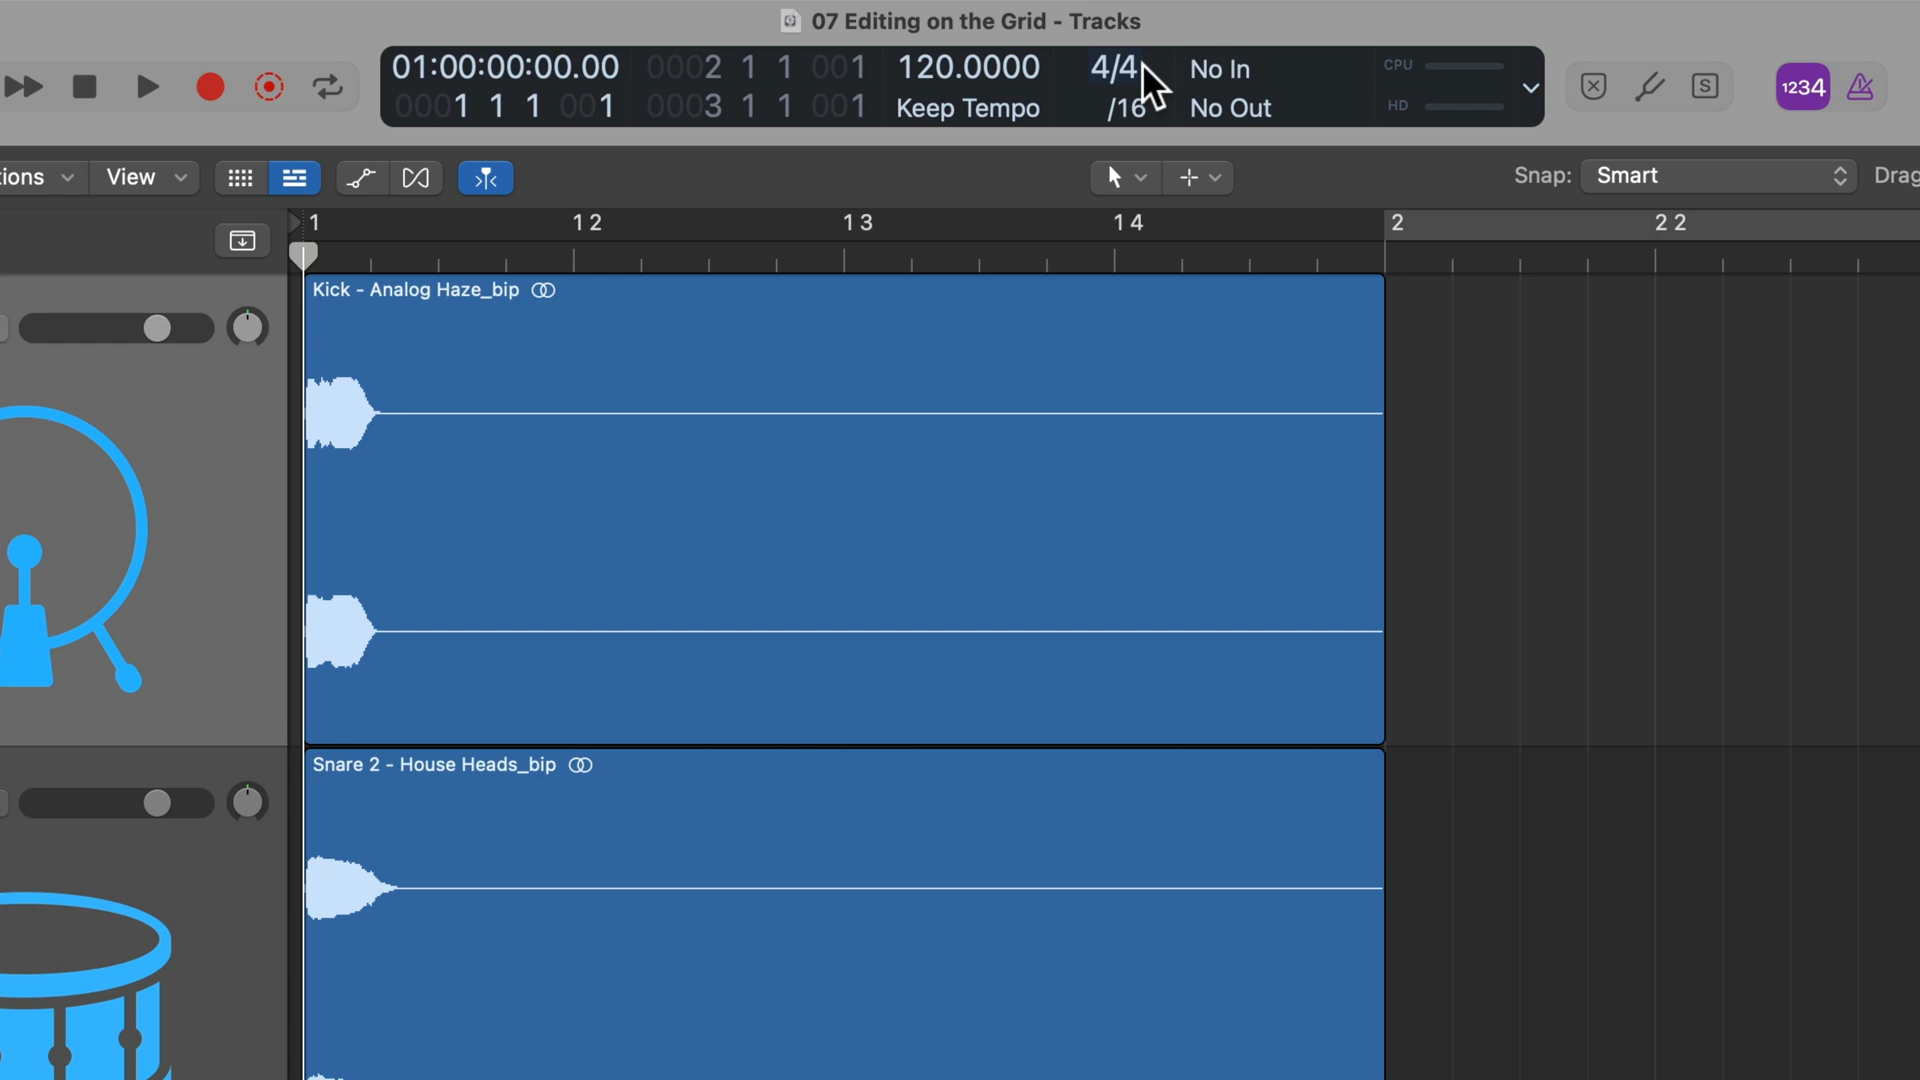 07 Editing on the Grid - Tracks
01:00:00:00.00 0002 1 1 001 120.0000 4/4 No In CPU
0001 1 1 001 0003 1 1 001 Keep Tempo /16 No Out HD
1234
S
tions View Snap: Smart Drag
1 1 2 1 3 1 4 2 2 2
Kick - Analog Haze_bip
Snare 2 - House Heads_bip